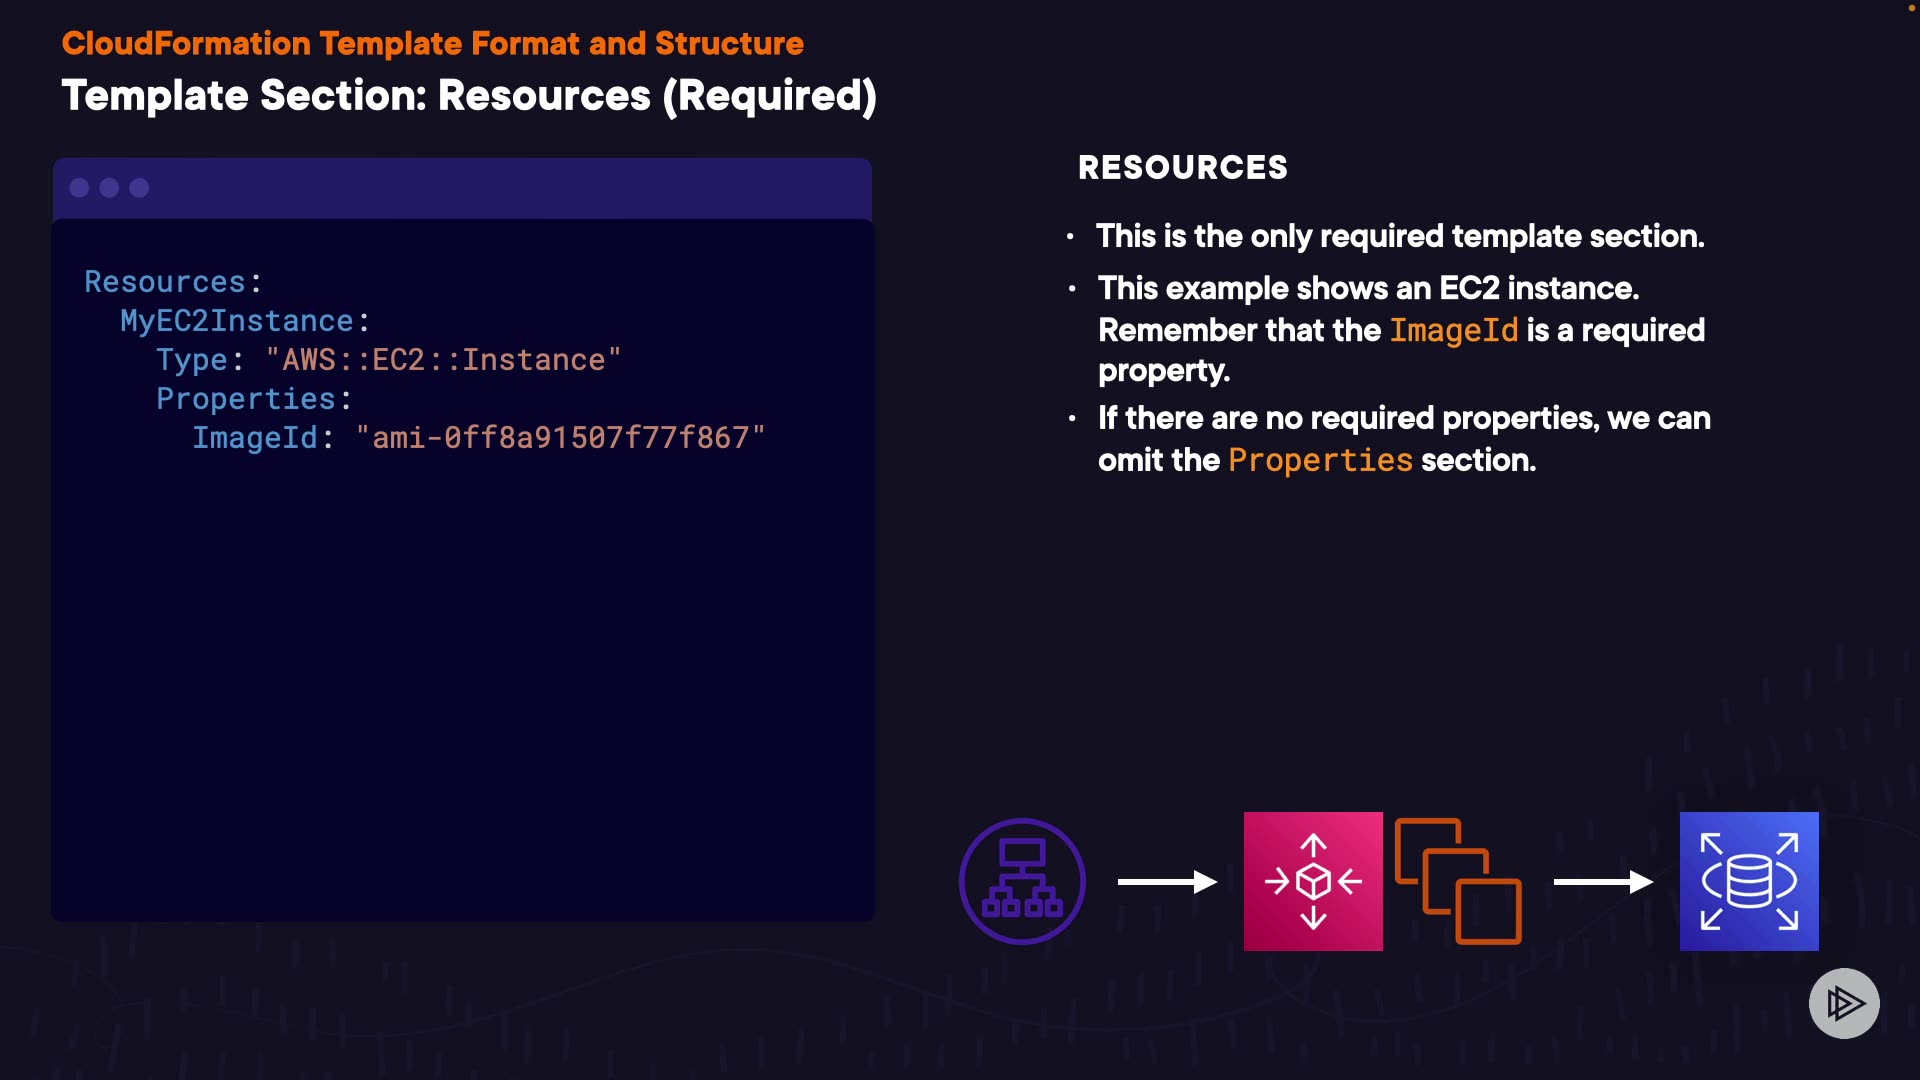 CloudFormation Template Format and Structure
Template Section: Resources (Required)
Resources:
  MyEC2Instance:
    Type: "AWS::EC2::Instance"
    Properties:
      ImageId: "ami-0ff8a91507f77f867"
RESOURCES
• This is the only required template section.
• This example shows an EC2 instance.
Remember that the ImageId is a required
property.
• If there are no required properties, we can
omit the Properties section.